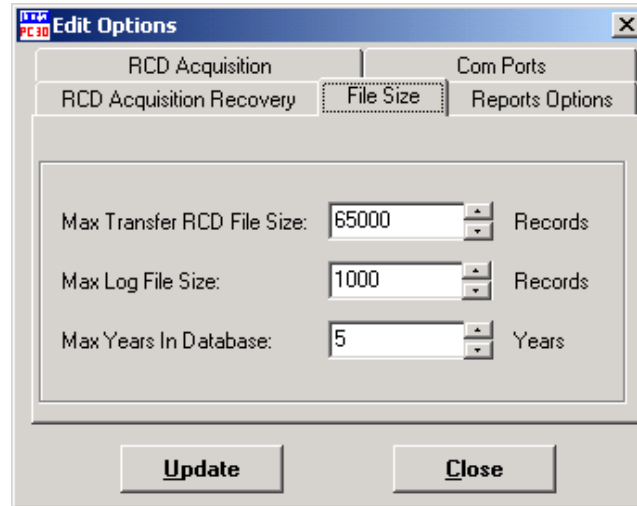 PC30
Edit Options
RCD Acquisition Com Ports
RCD Acquisition Recovery File Size Reports Options
Max Transfer RCD File Size: 65000 Records
Max Log File Size: 1000 Records
Max Years In Database: 5 Years
Update Close